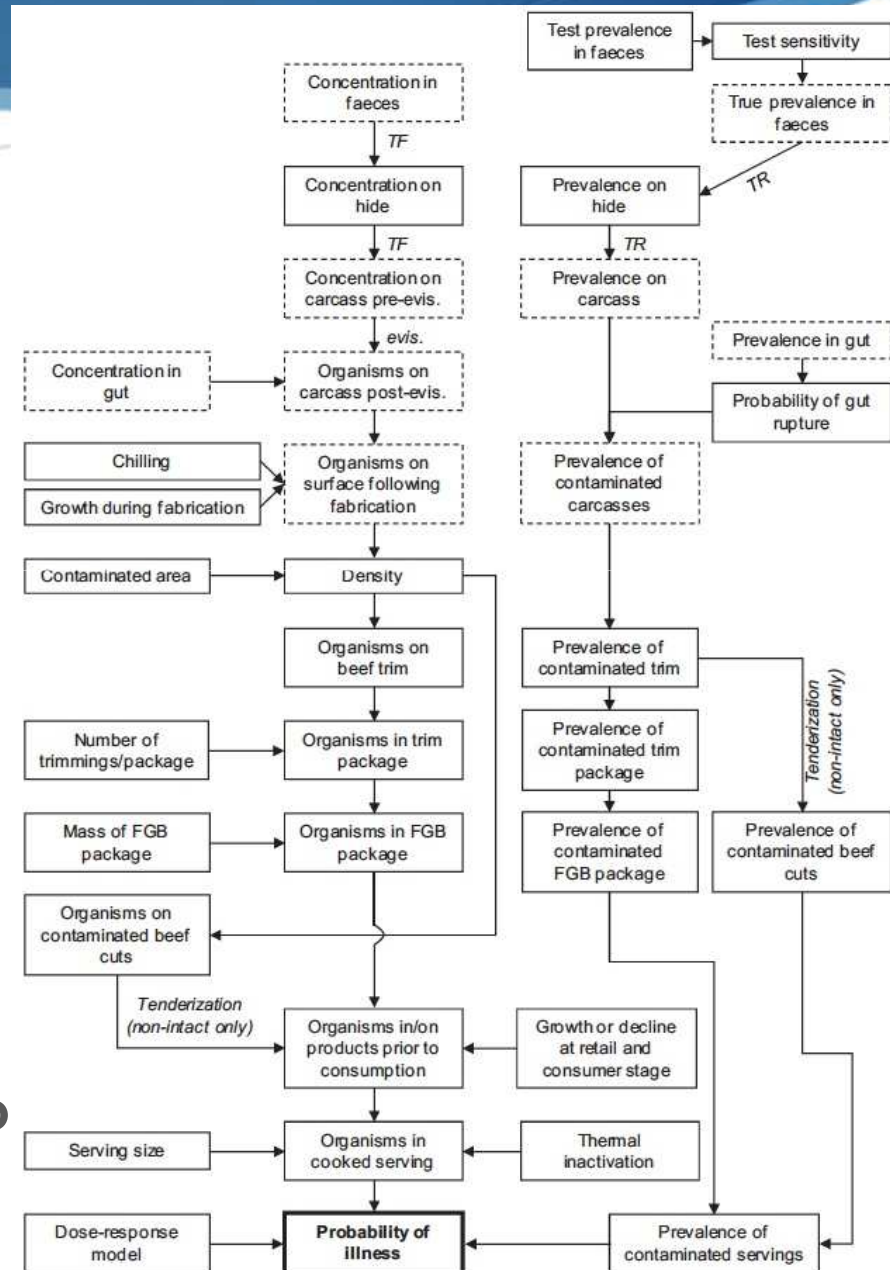 Test prevalence
in faeces
Test sensitivity
Concentration in
faeces
True prevalence in
faeces
TF
TR
Concentration on
hide
Prevalence on
hide
TF
TR
Concentration on
carcass pre-evis.
Prevalence on
carcass
evis.
Prevalence in gut
Concentration in
gut
Organisms on
carcass post-evis.
Probability of gut
rupture
Chilling
Growth during fabrication
Organisms on
surface following
fabrication
Prevalence of
contaminated
carcasses
Contaminated area
Density
Organisms on
beef trim
Prevalence of
contaminated trim
Tenderization
(non-intact only)
Number of
trimmings/package
Organisms in trim
package
Prevalence of
contaminated trim
package
Mass of FGB
package
Organisms in FGB
package
Prevalence of
contaminated
FGB package
Prevalence of
contaminated beef
cuts
Organisms on
contaminated beef
cuts
Tenderization
(non-intact only)
Organisms in/on
products prior to
consumption
Growth or decline
at retail and
consumer stage
Serving size
Organisms in
cooked serving
Thermal
inactivation
Dose-response
model
Probability of
illness
Prevalence of
contaminated servings